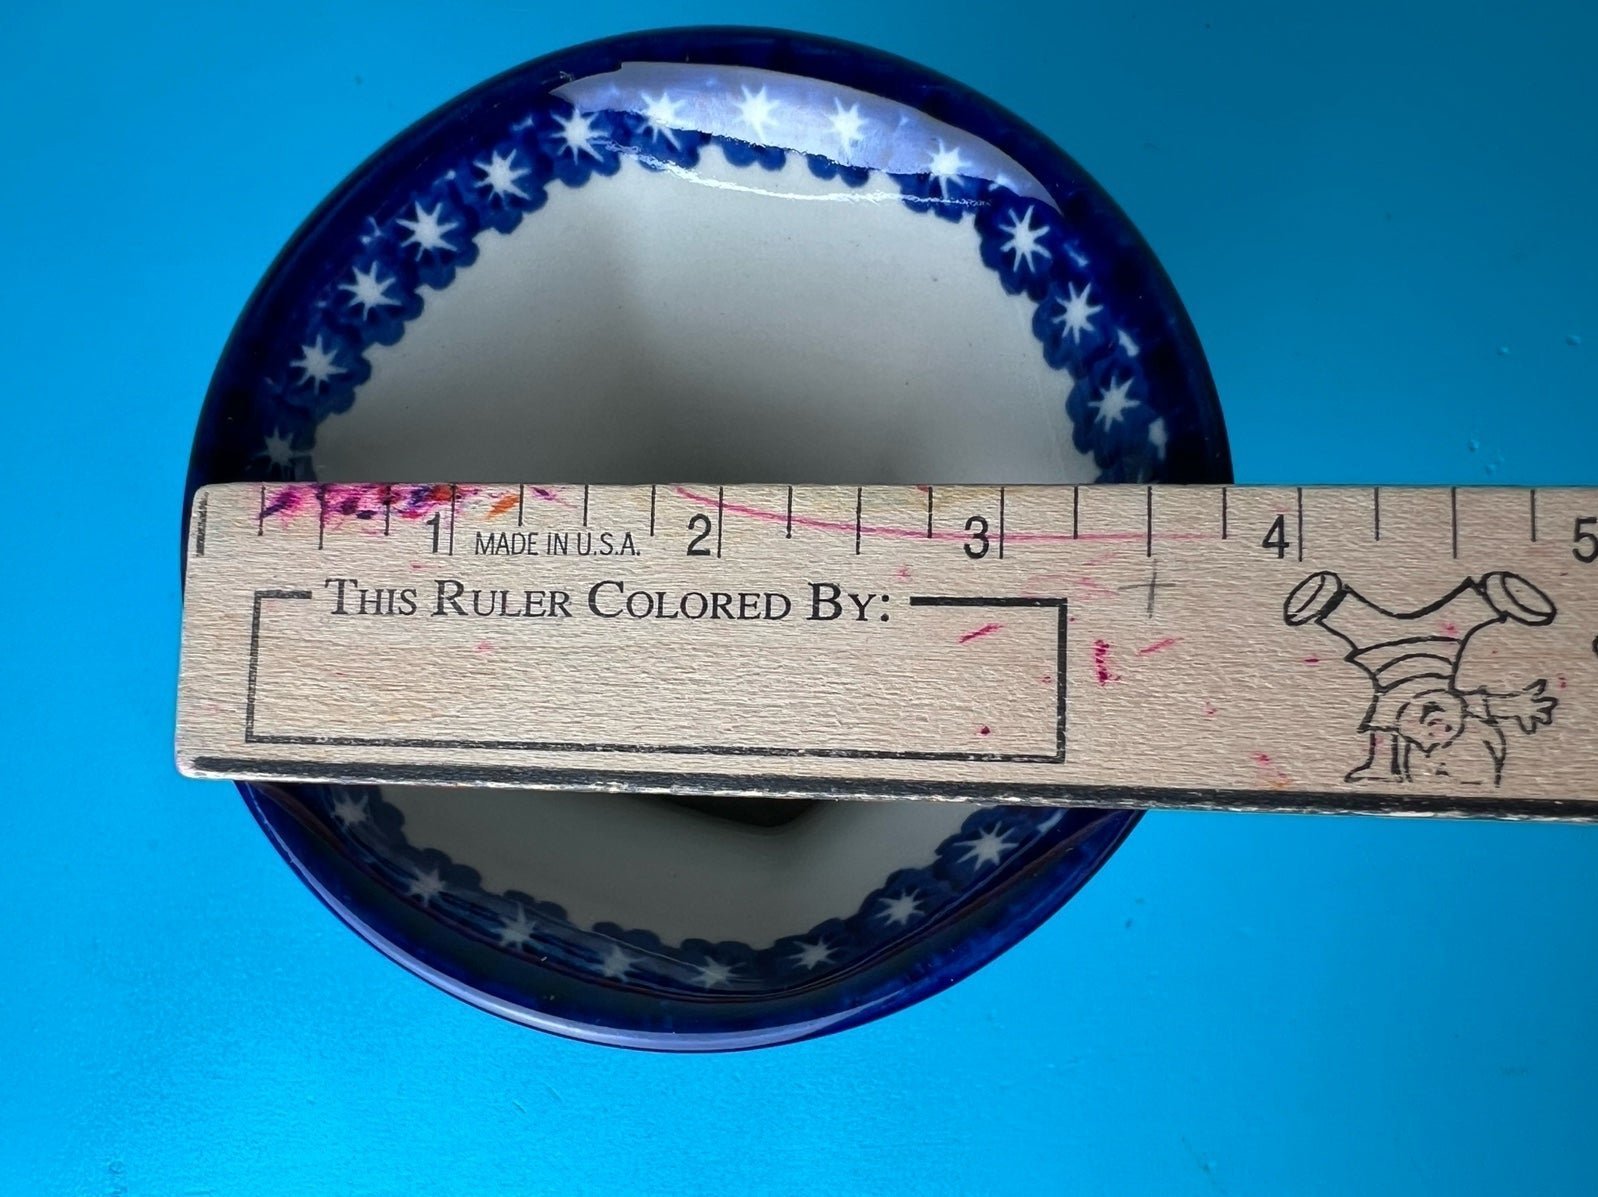 1 2 3 4 5
MADE IN U.S.A.
THIS RULER COLORED BY: